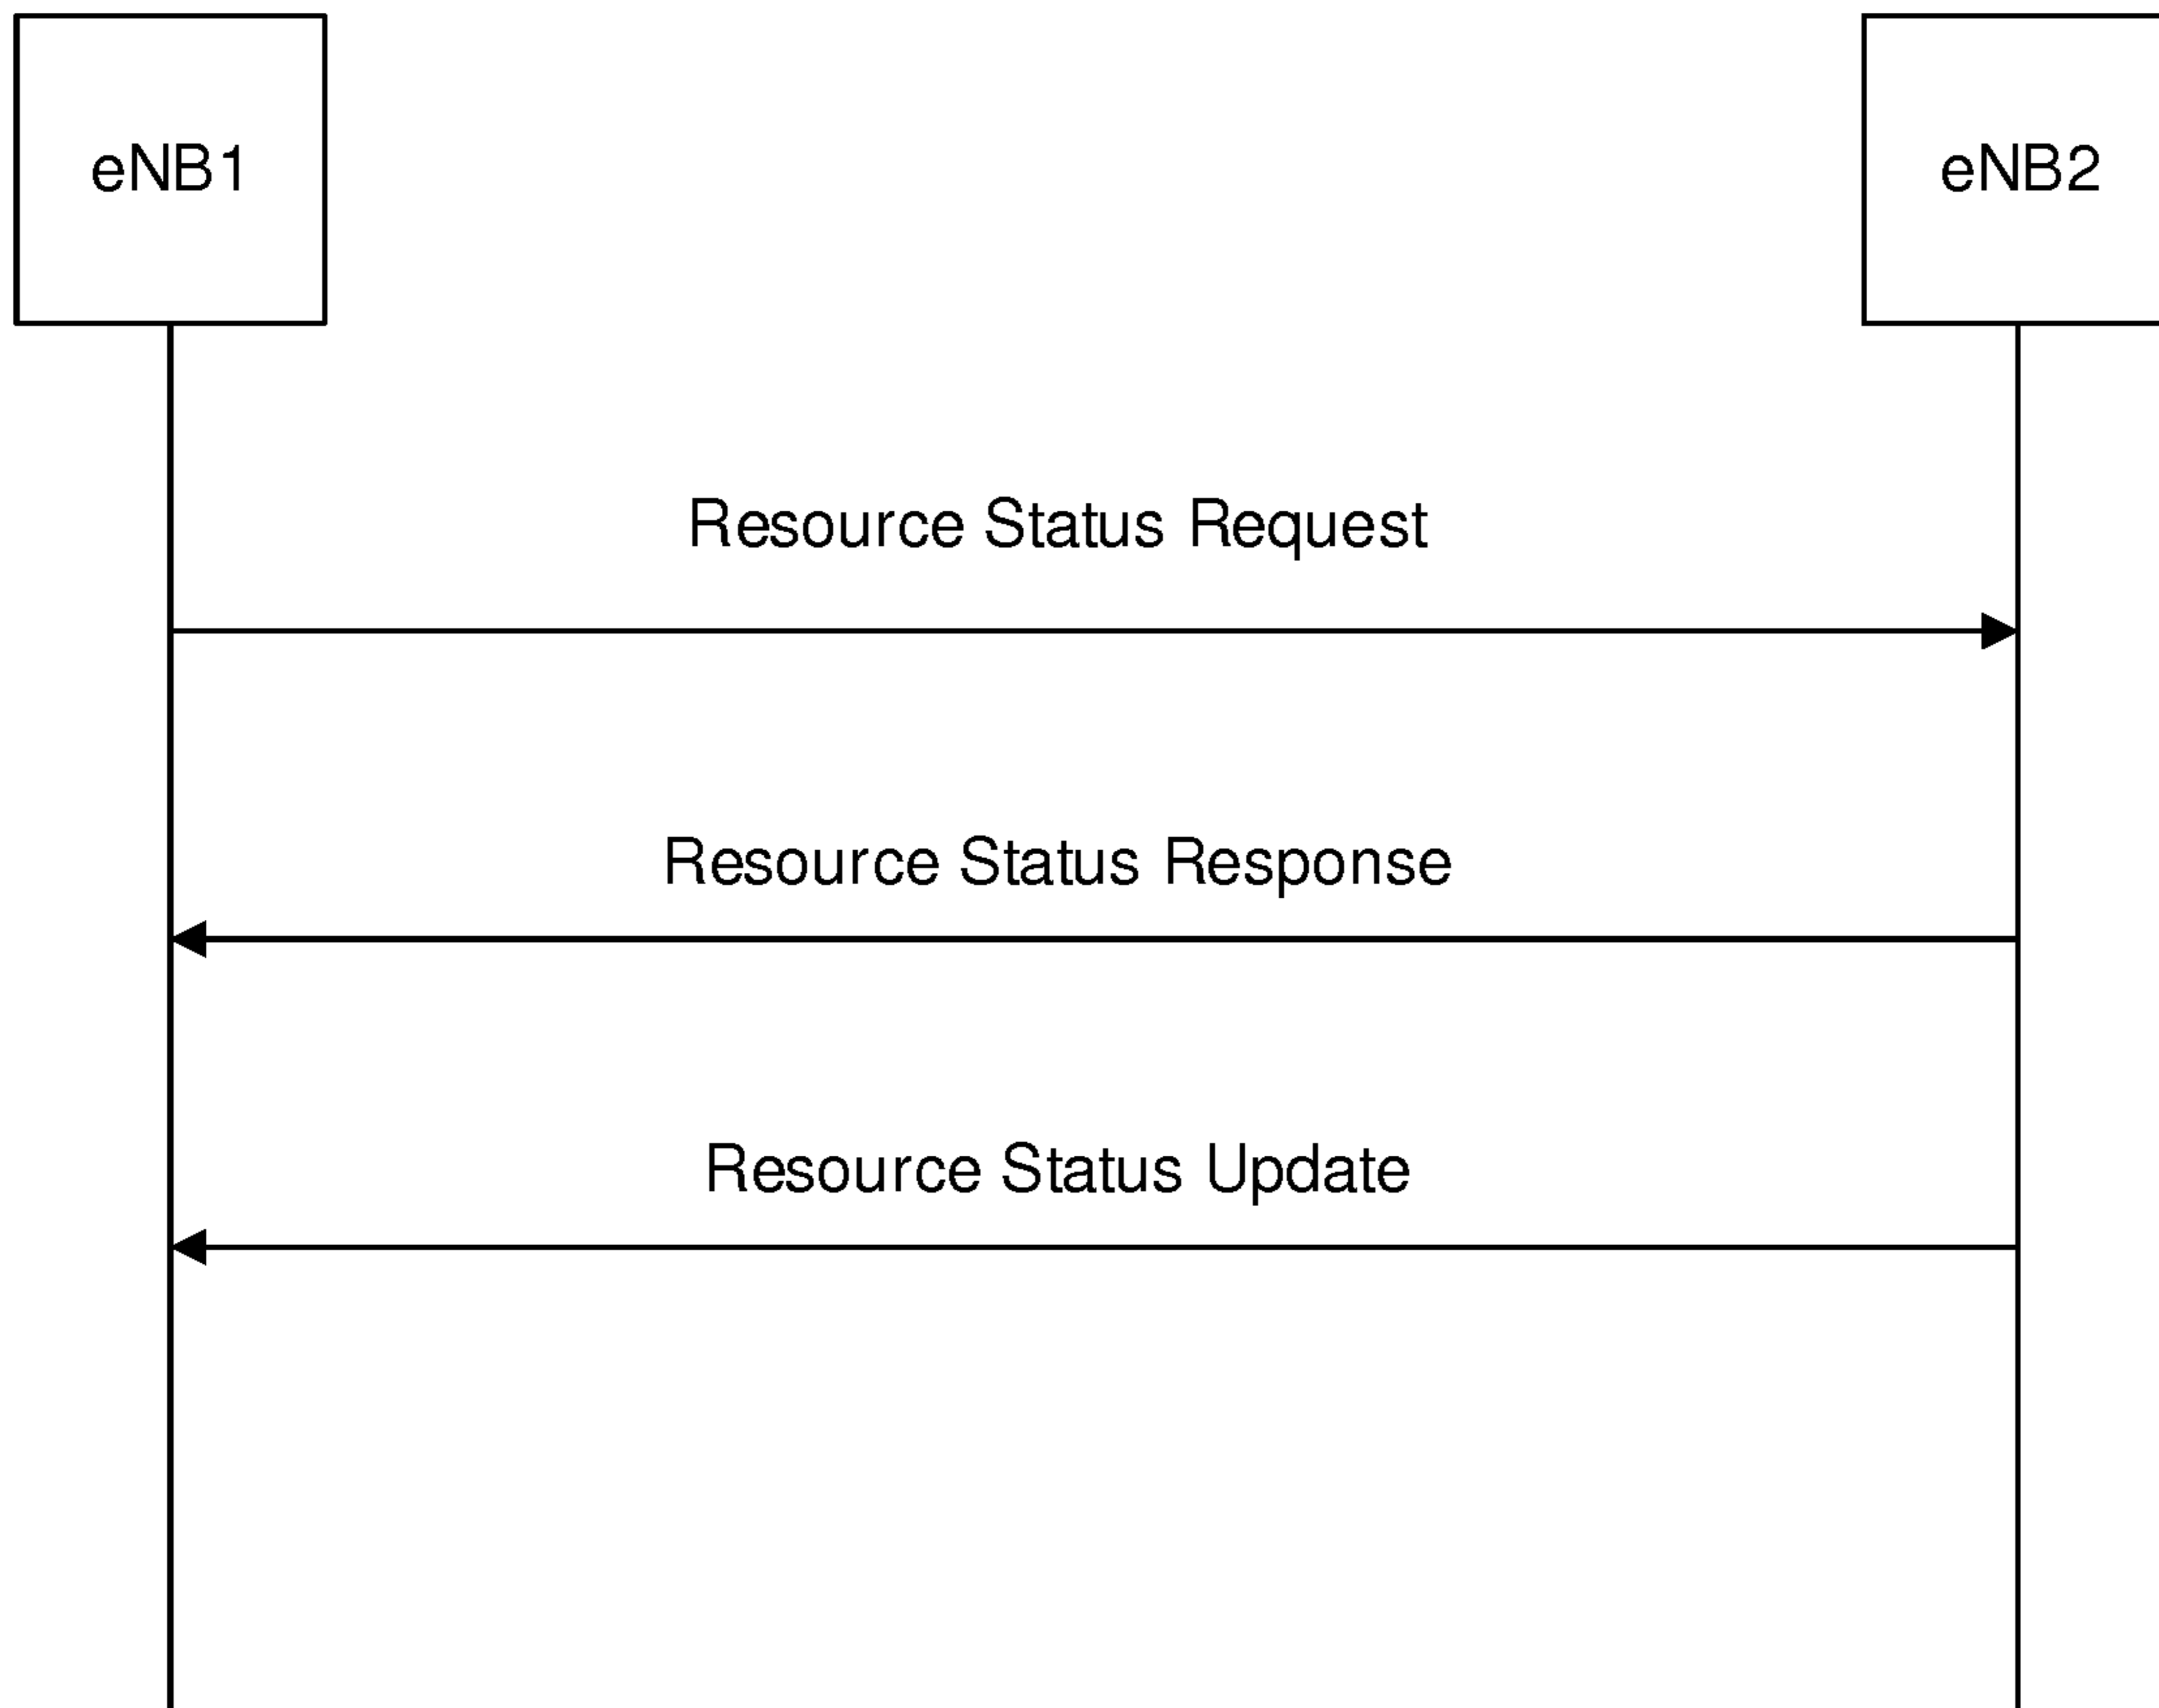 eNB1
eNB2
Resource Status Request
Resource Status Response
Resource Status Update